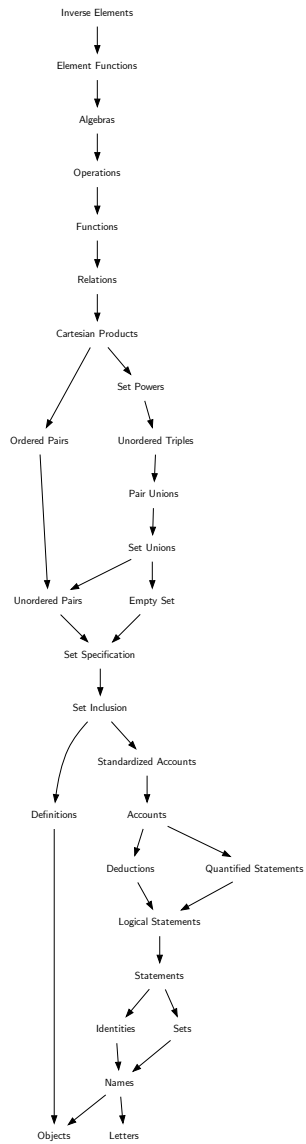 Inverse Elements
Element Functions
Algebras
Operations
Functions
Relations
Cartesian Products
Set Powers
Ordered Pairs
Unordered Triples
Pair Unions
Set Unions
Unordered Pairs
Empty Set
Set Specification
Set Inclusion
Standardized Accounts
Definitions
Accounts
Deductions
Quantified Statements
Logical Statements
Statements
Identities
Sets
Names
Objects
Letters